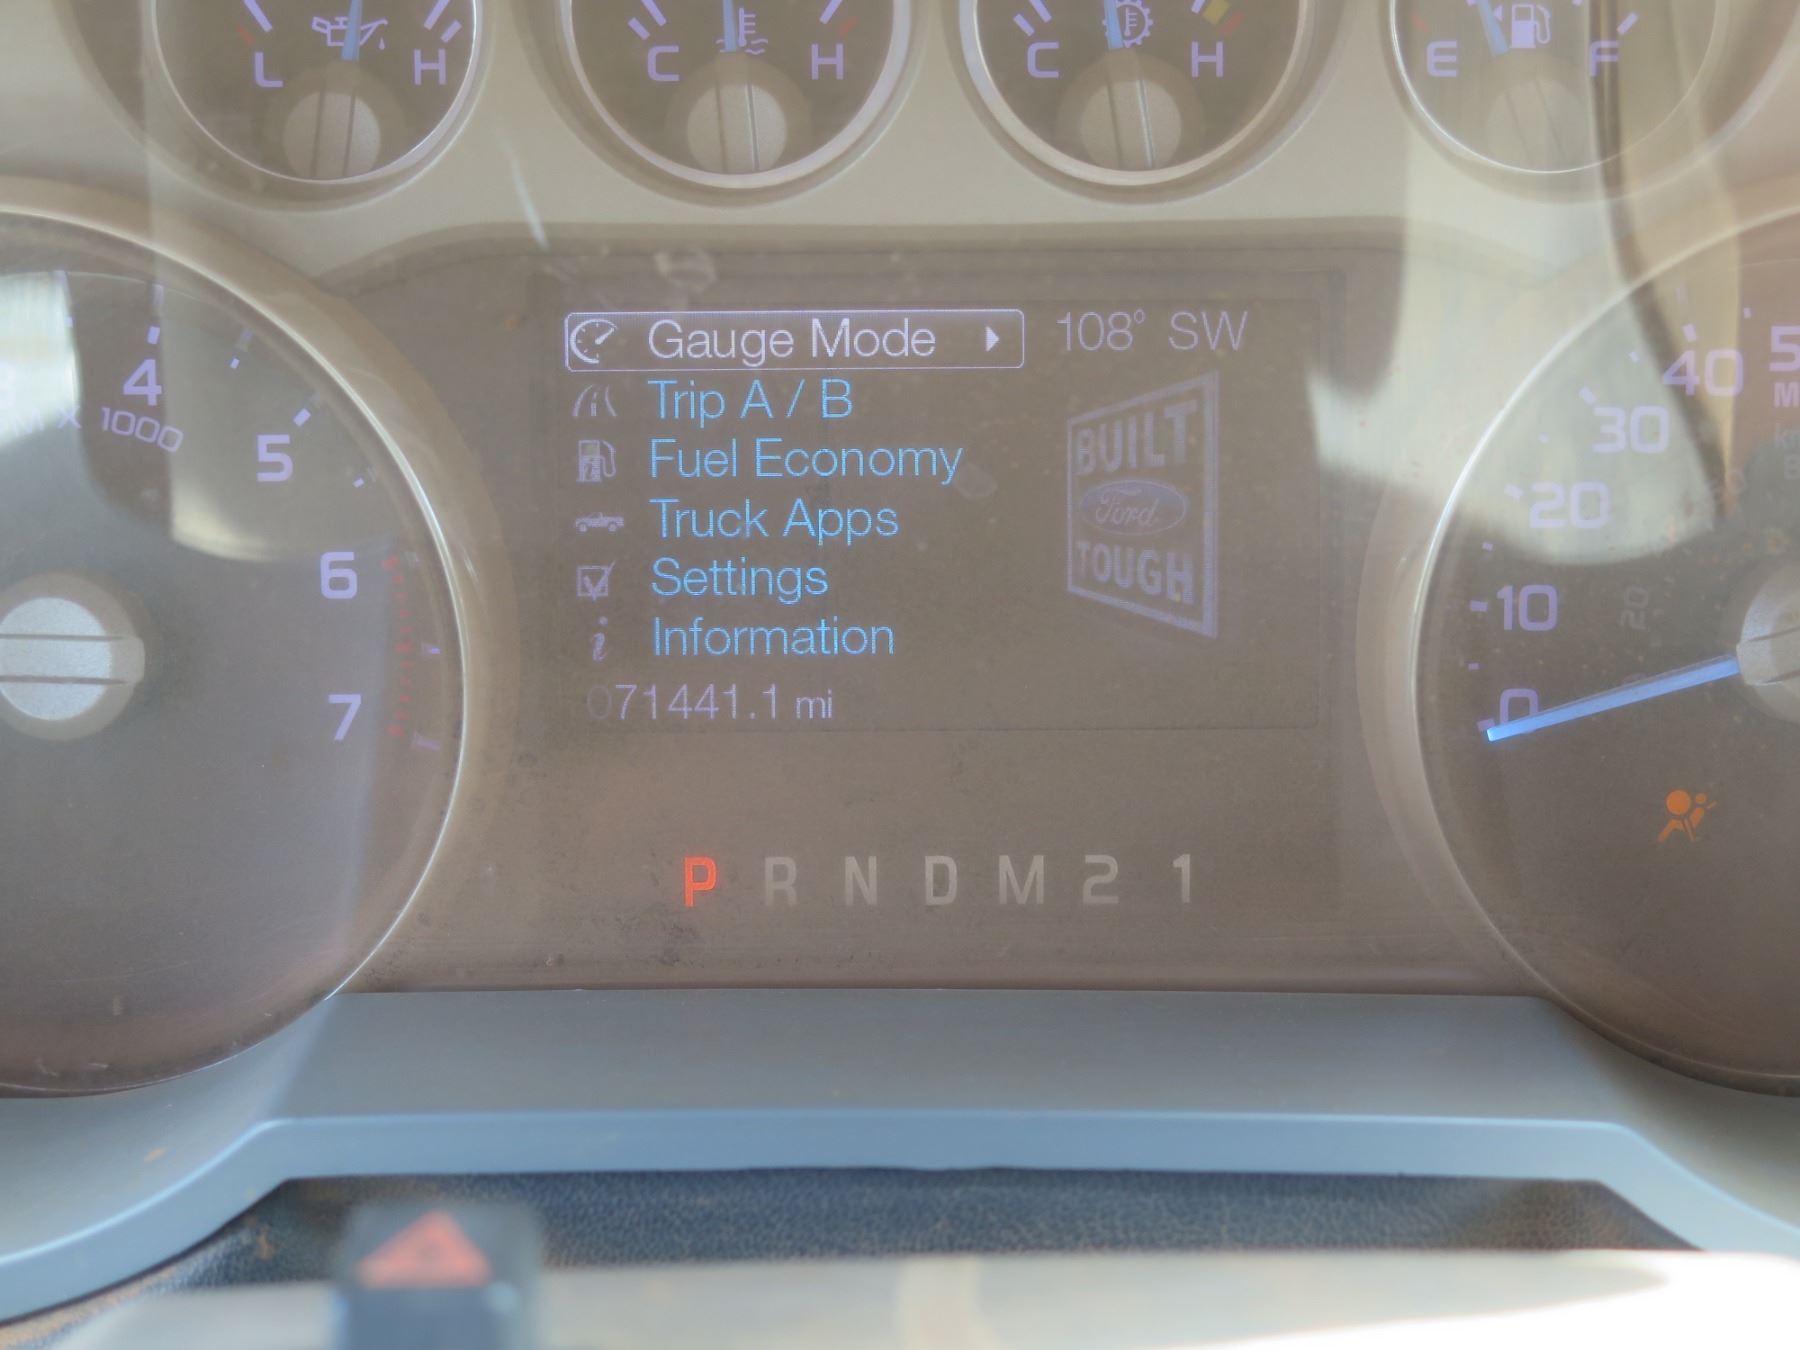 L H
C H
C H
E F
Gauge Mode
108° SW
Trip A / B
Fuel Economy
Truck Apps
Settings
Information
071441.1 mi
BUILT
Ford
TOUGH
P R N D M 2 1
4
5
6
7
X 1000
0
10
20
30
40
20